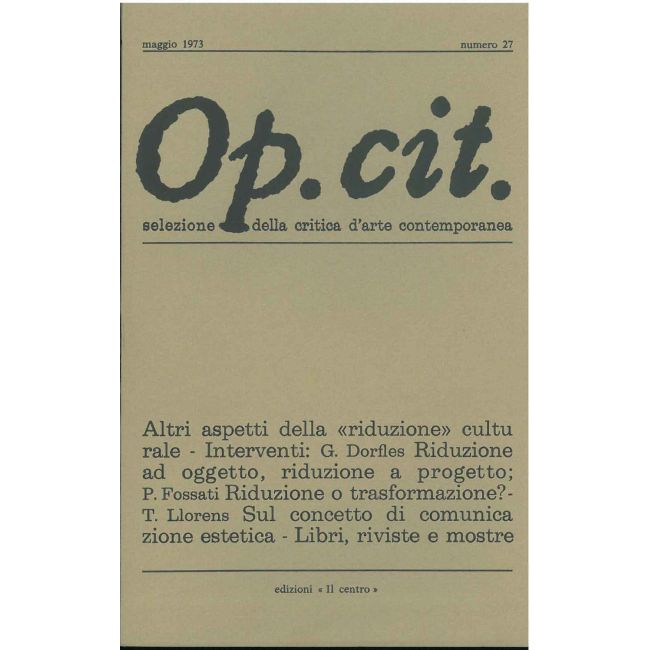 maggio 1973 numero 27
Op. cit.
selezione della critica d'arte contemporanea
Altri aspetti della «riduzione» cultu
rale - Interventi: G. Dorfles Riduzione
ad oggetto, riduzione a progetto;
P. Fossati Riduzione o trasformazione?-
T. Llorens Sul concetto di comunica
zione estetica - Libri, riviste e mostre
edizioni « Il centro »